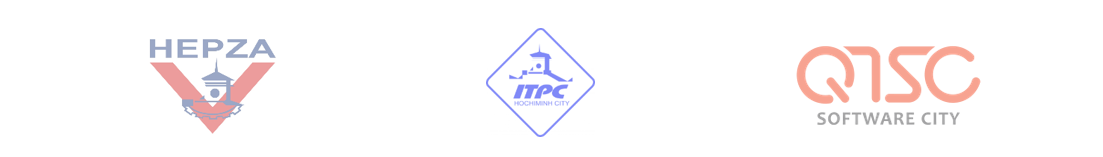 HEPZA
ITPC
HOCHIMINH CITY
QTSC
SOFTWARE CITY